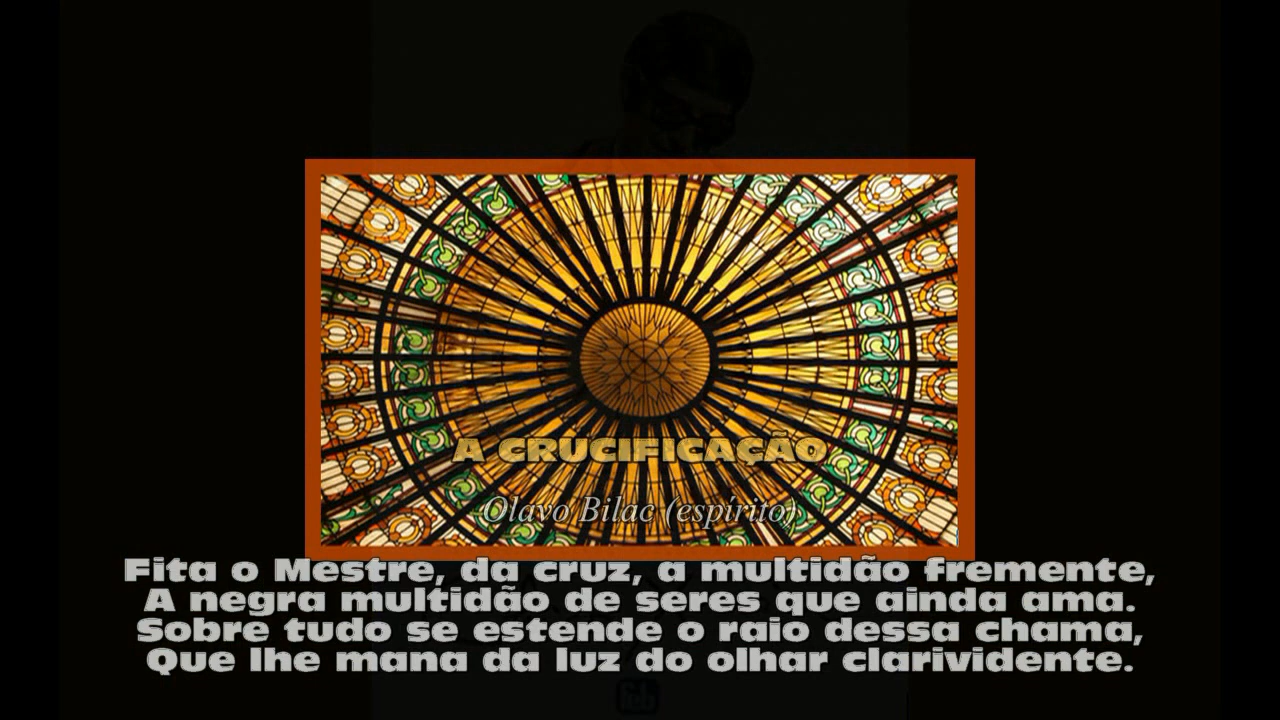 A CRUCIFICAÇÃO
Olavo Bilac (espírito)
Fita o Mestre, da cruz, a multidão fremente,
A negra multidão de seres que ainda ama.
Sobre tudo se estende o raio dessa chama,
Que lhe mana da luz do olhar clarividente.
feb